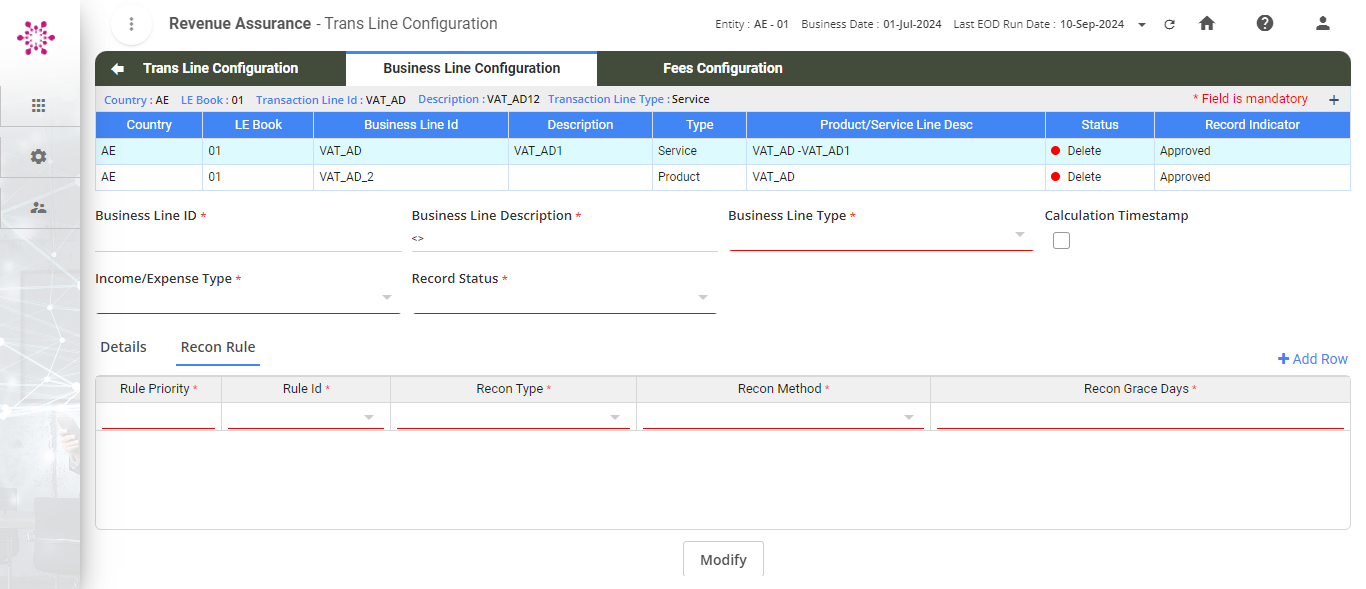 Revenue Assurance - Trans Line Configuration Entity : AE - 01 Business Date : 01-Jul-2024 Last EOD Run Date : 10-Sep-2024
Trans Line Configuration Business Line Configuration Fees Configuration
Country : AE LE Book : 01 Transaction Line Id : VAT_AD Description : VAT_AD12 Transaction Line Type : Service * Field is mandatory +
Country LE Book Business Line Id Description Type Product/Service Line Desc Status Record Indicator
AE 01 VAT_AD VAT_AD1 Service VAT_AD -VAT_AD1 Delete Approved
AE 01 VAT_AD_2 Product VAT_AD Delete Approved
Business Line ID * Business Line Description * Business Line Type * Calculation Timestamp
<>
Income/Expense Type * Record Status *
Details Recon Rule
+ Add Row
Rule Priority * Rule Id * Recon Type * Recon Method * Recon Grace Days *
Modify